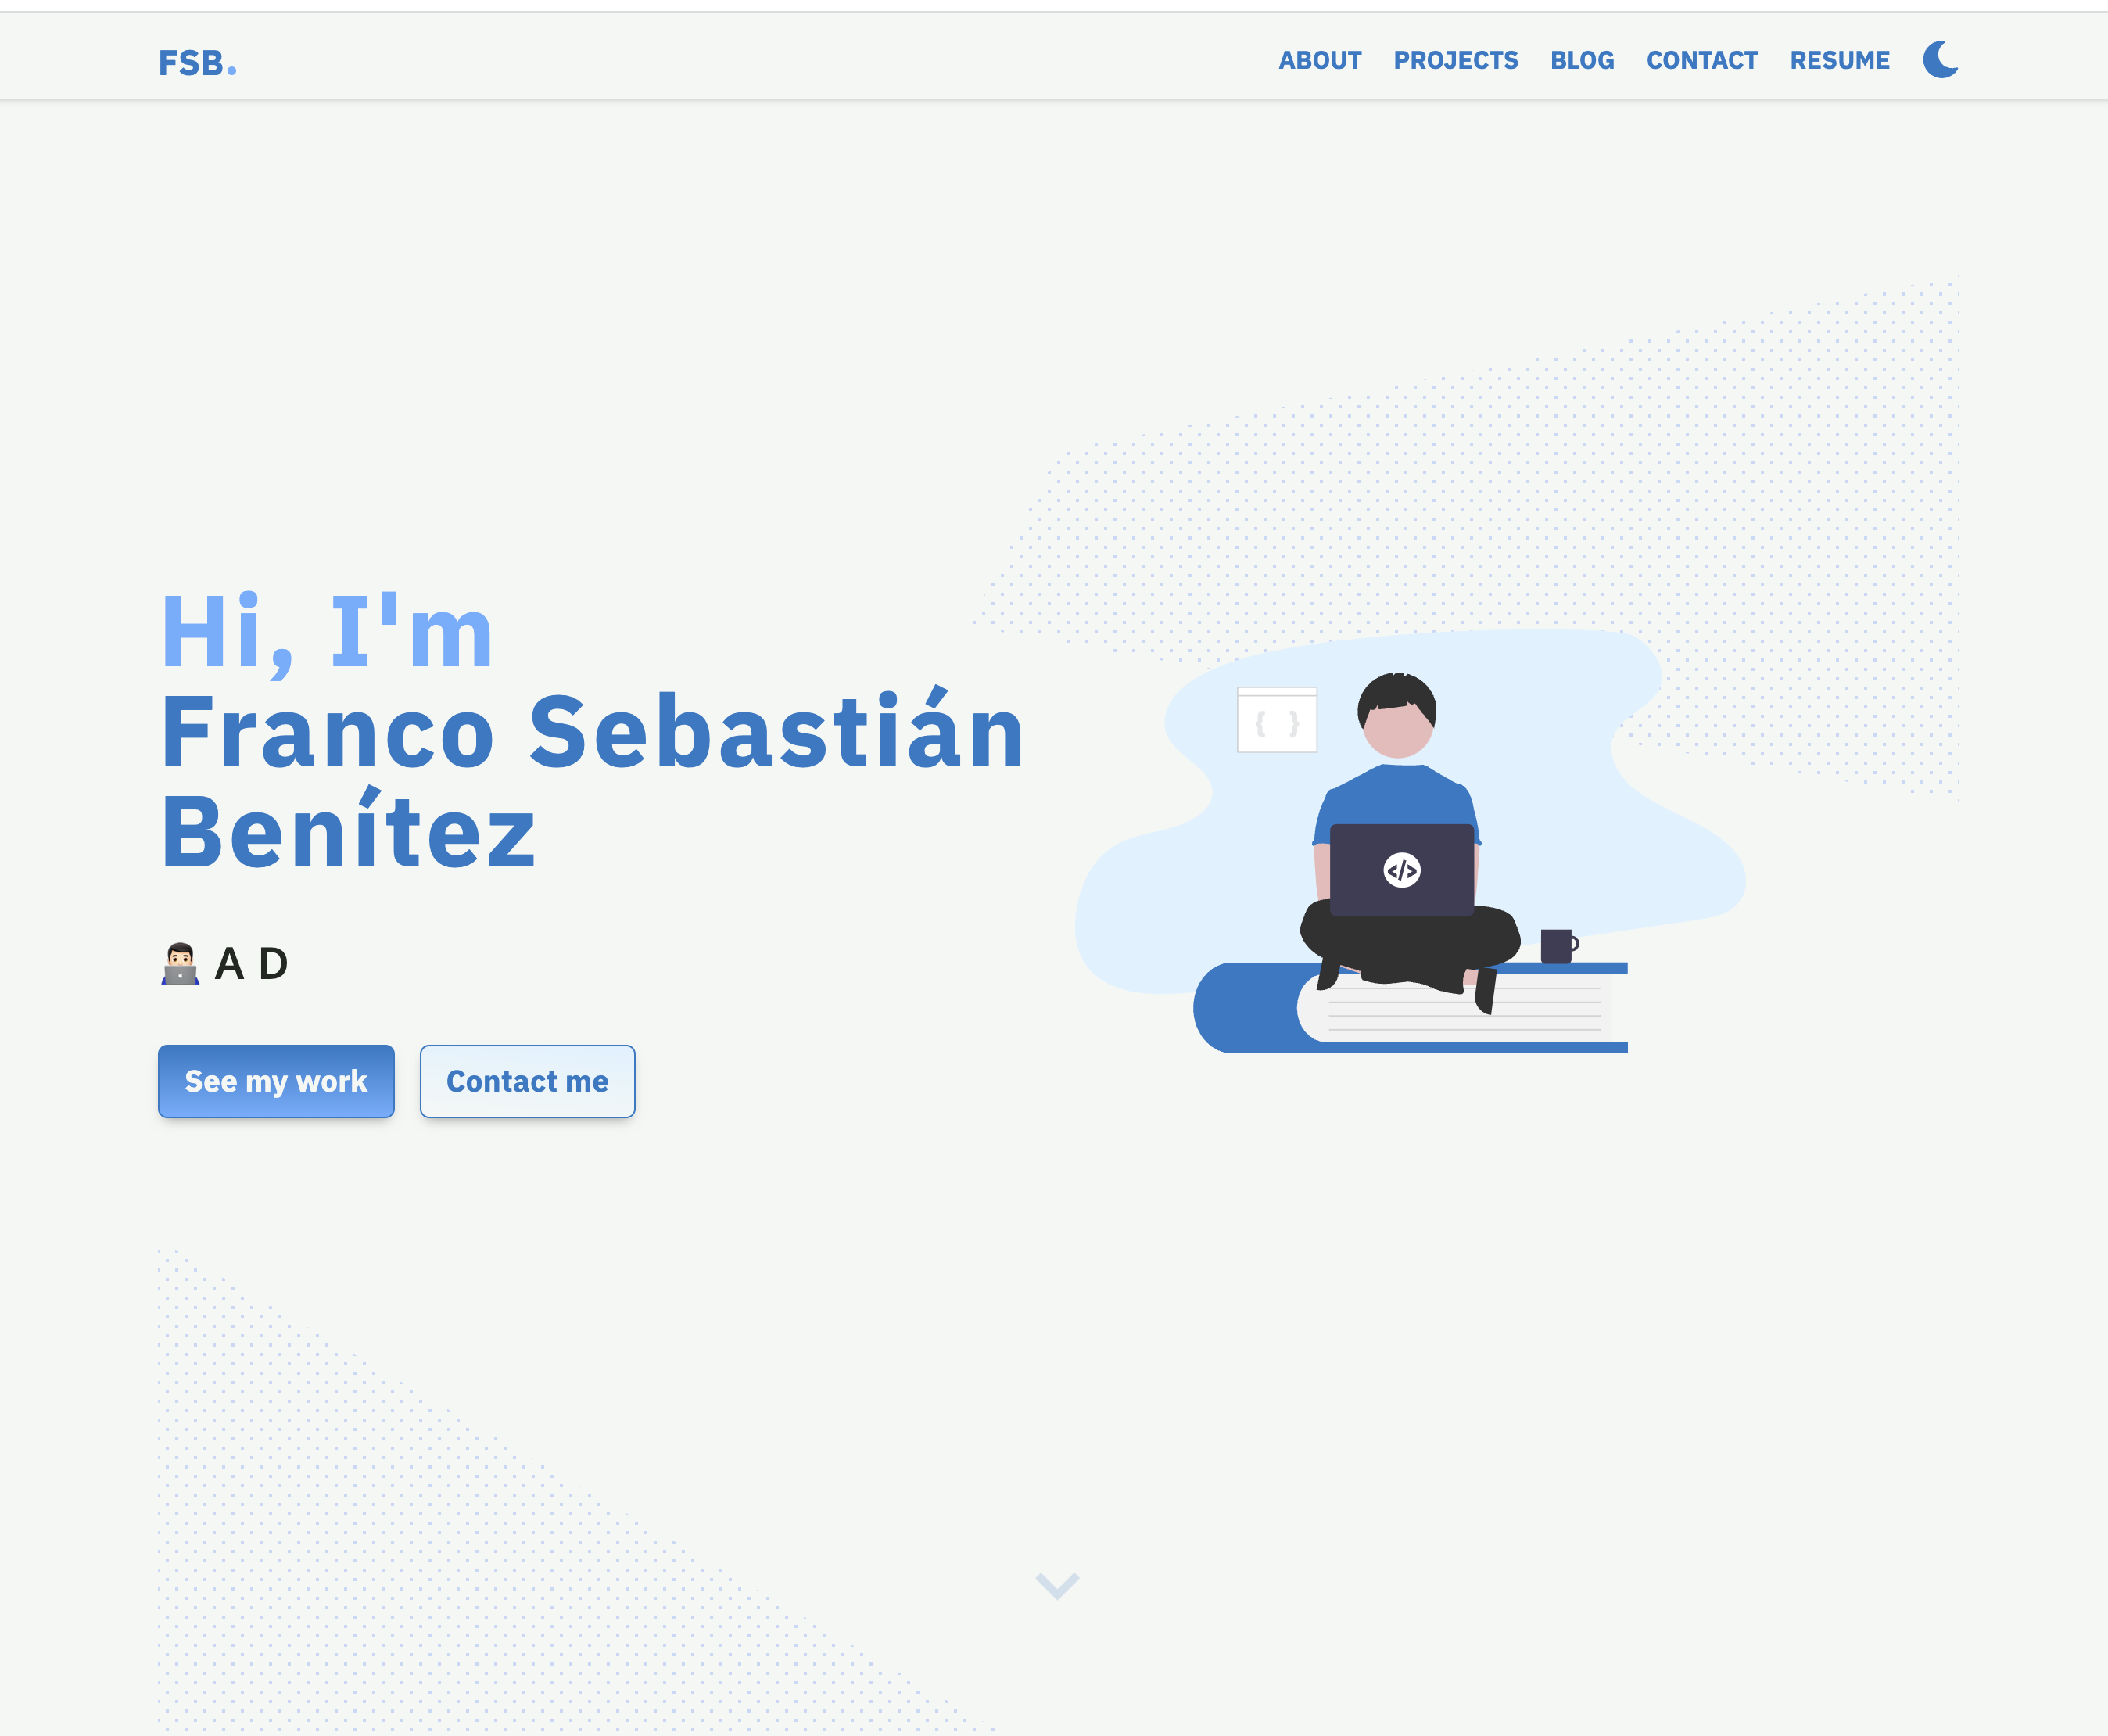 FSB.
ABOUT PROJECTS BLOG CONTACT RESUME
Hi, I'm
Franco Sebastián
Benítez
{ }
</>
A D
See my work Contact me